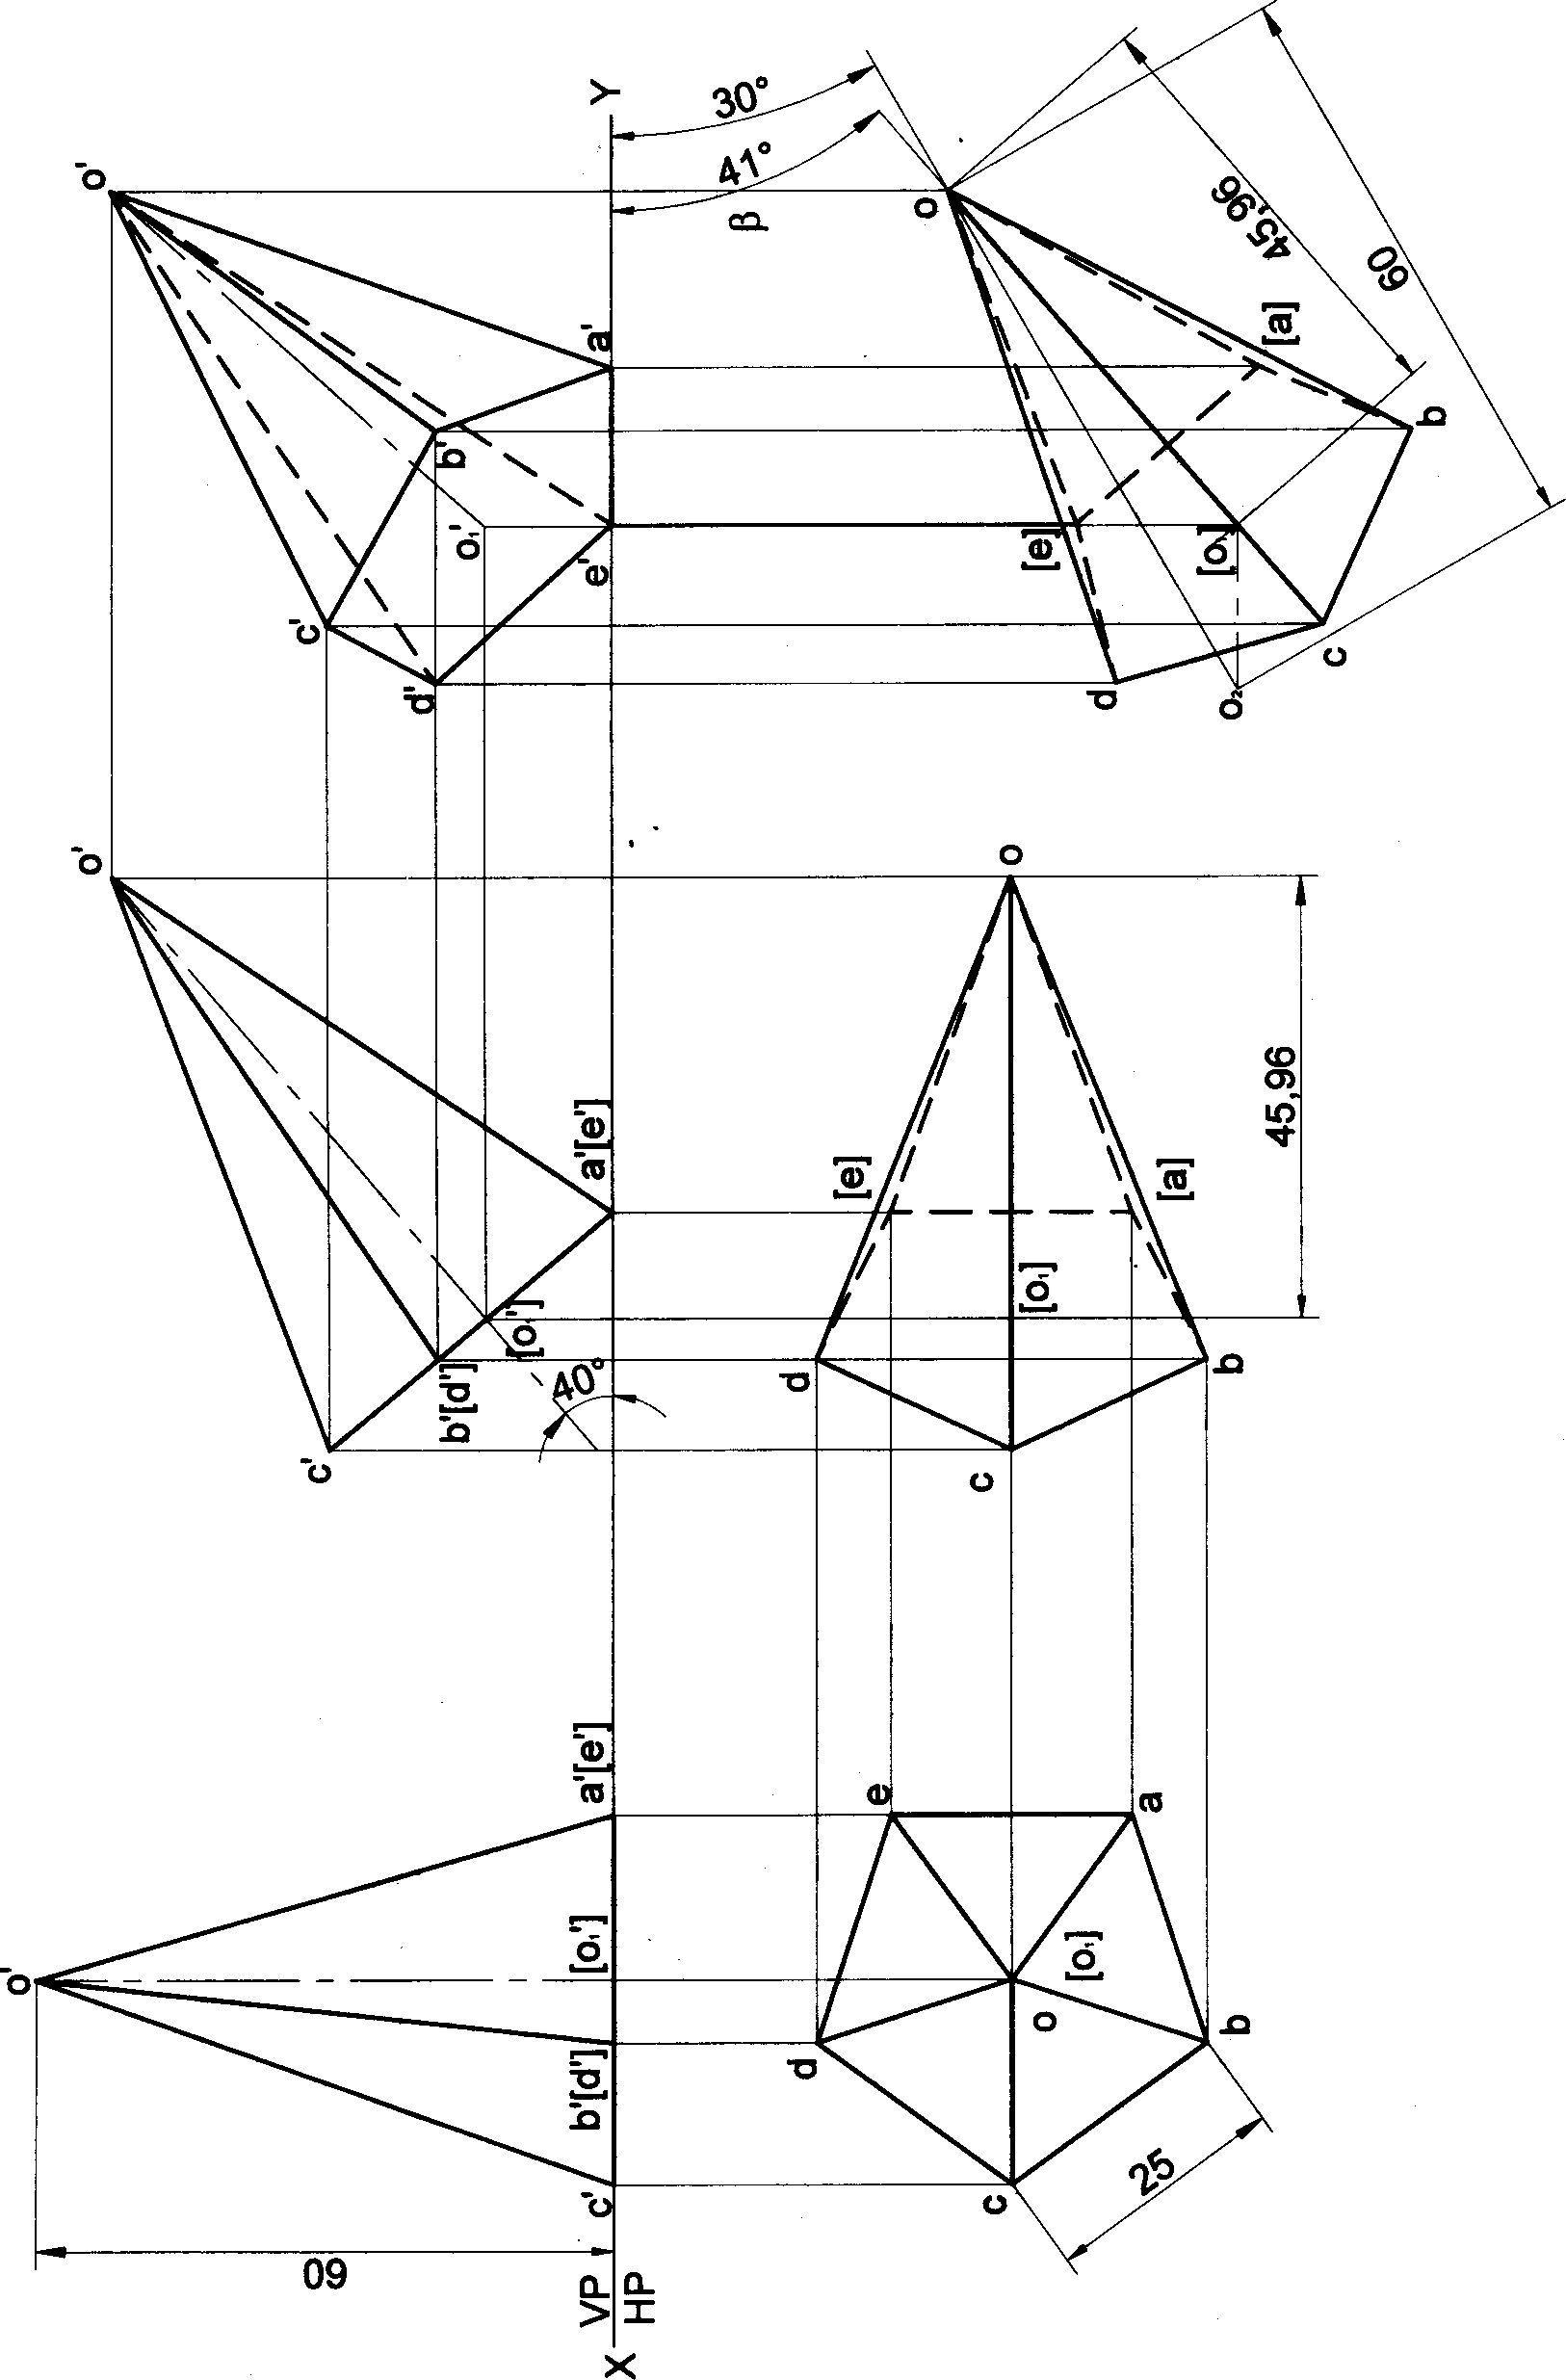 o'
60
VP
X
HP
c'
b'[d']
[o₁']
a'[e']
d
e
c
o
[o₁]
b
a
25
o'
c'
b'[d']
[o₁']
40°
a'[e']
d
[e]
c
[o₁]
o
b
[a]
45,96
o'
c'
d'
b'
o₁'
e'
a'
Y
β
41°
30°
o
d
[e]
o₂
[o₁]
c
b
[a]
45,96
60